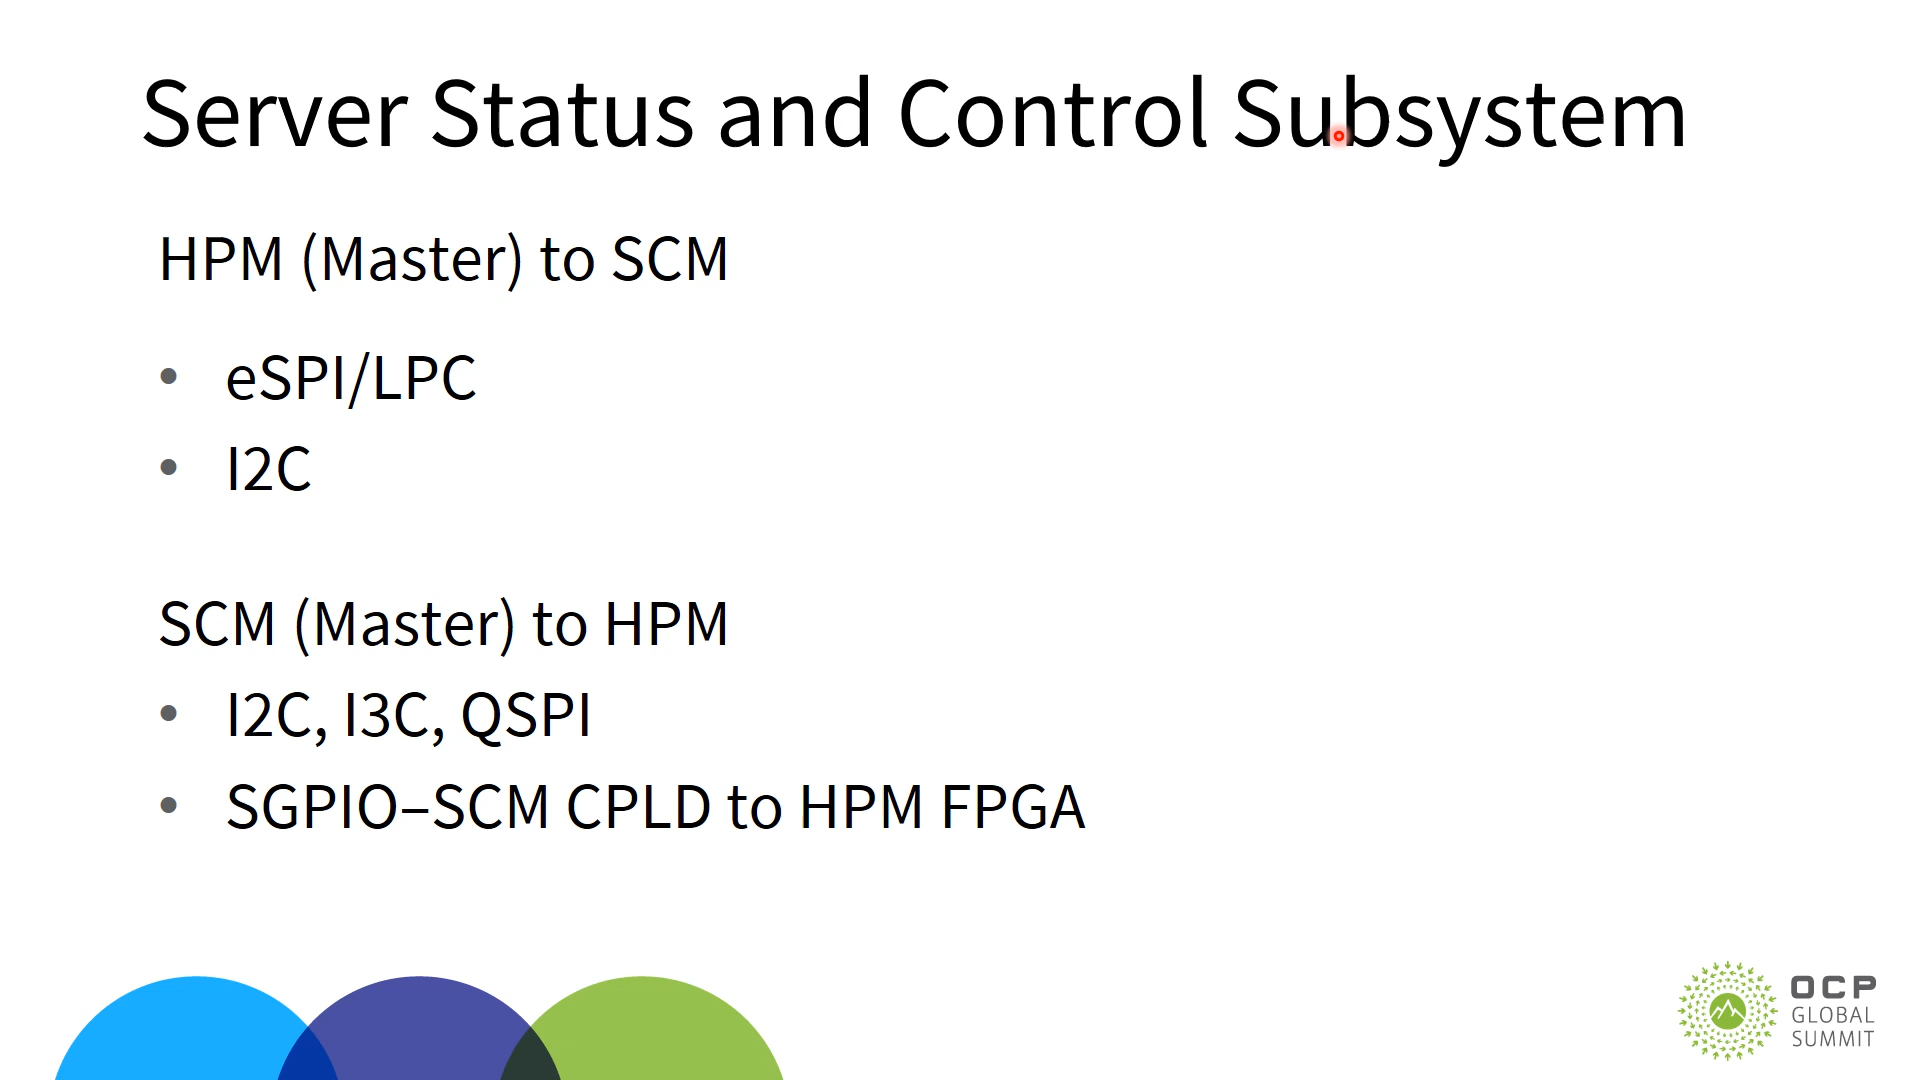 Server Status and Control Subsystem
HPM (Master) to SCM
• eSPI/LPC
• I2C
SCM (Master) to HPM
• I2C, I3C, QSPI
• SGPIO–SCM CPLD to HPM FPGA
OCP
GLOBAL
SUMMIT